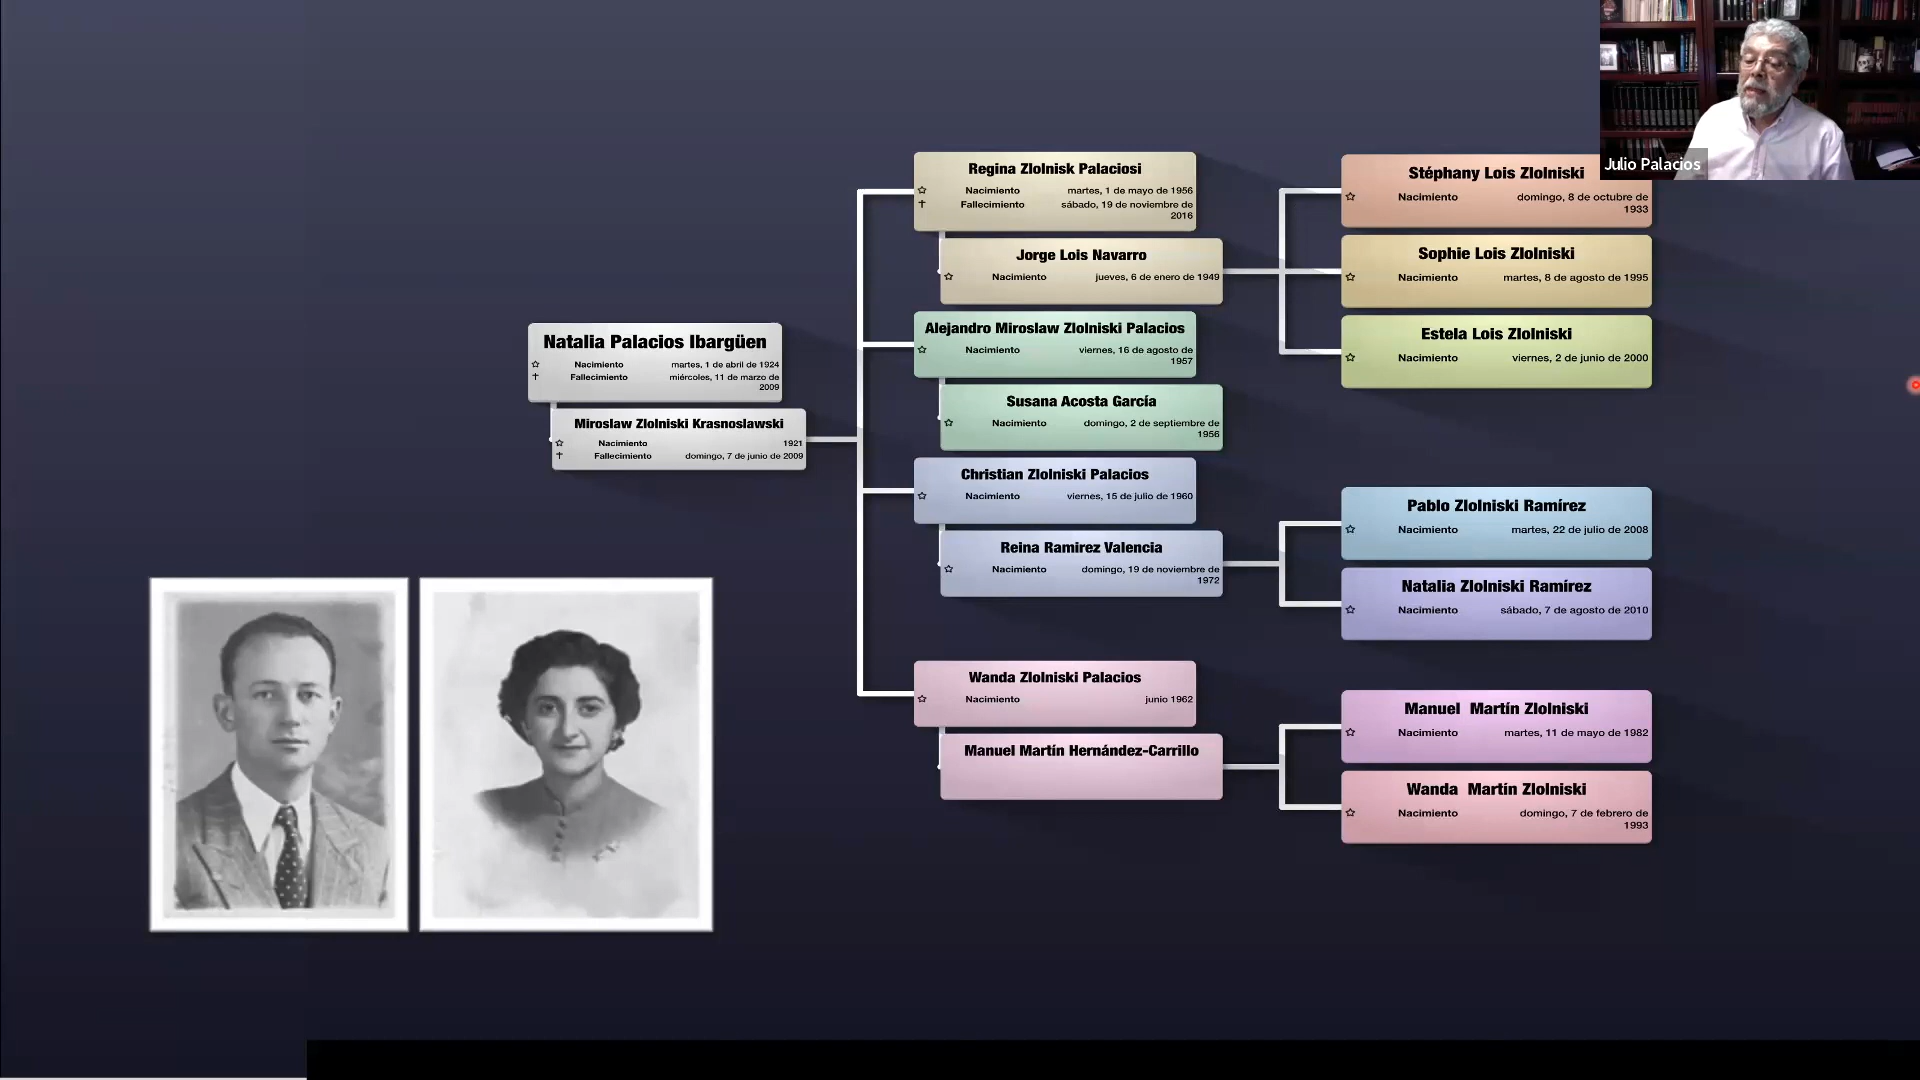 Julio Palacios
Natalia Palacios Ibargüen
Nacimiento martes, 1 de abril de 1924
Fallecimiento miércoles, 11 de marzo de
2009
Miroslaw Zlolniski Krasnoslawski
Nacimiento 1921
Fallecimiento domingo, 7 de junio de 2009
Regina Zlolnisk Palaciosi
Nacimiento martes, 1 de mayo de 1956
Fallecimiento sábado, 19 de noviembre de
2016
Jorge Lois Navarro
Nacimiento jueves, 6 de enero de 1949
Alejandro Miroslaw Zlolniski Palacios
Nacimiento viernes, 16 de agosto de
1957
Susana Acosta García
Nacimiento domingo, 2 de septiembre de
1956
Christian Zlolniski Palacios
Nacimiento viernes, 15 de julio de 1960
Reina Ramirez Valencia
Nacimiento domingo, 19 de noviembre de
1972
Wanda Zlolniski Palacios
Nacimiento junio 1962
Manuel Martín Hernández-Carrillo
Stéphany Lois Zlolniski
Nacimiento domingo, 8 de octubre de
1933
Sophie Lois Zlolniski
Nacimiento martes, 8 de agosto de 1995
Estela Lois Zlolniski
Nacimiento viernes, 2 de junio de 2000
Pablo Zlolniski Ramírez
Nacimiento martes, 22 de julio de 2008
Natalia Zlolniski Ramírez
Nacimiento sábado, 7 de agosto de 2010
Manuel Martín Zlolniski
Nacimiento martes, 11 de mayo de 1982
Wanda Martín Zlolniski
Nacimiento domingo, 7 de febrero de
1993